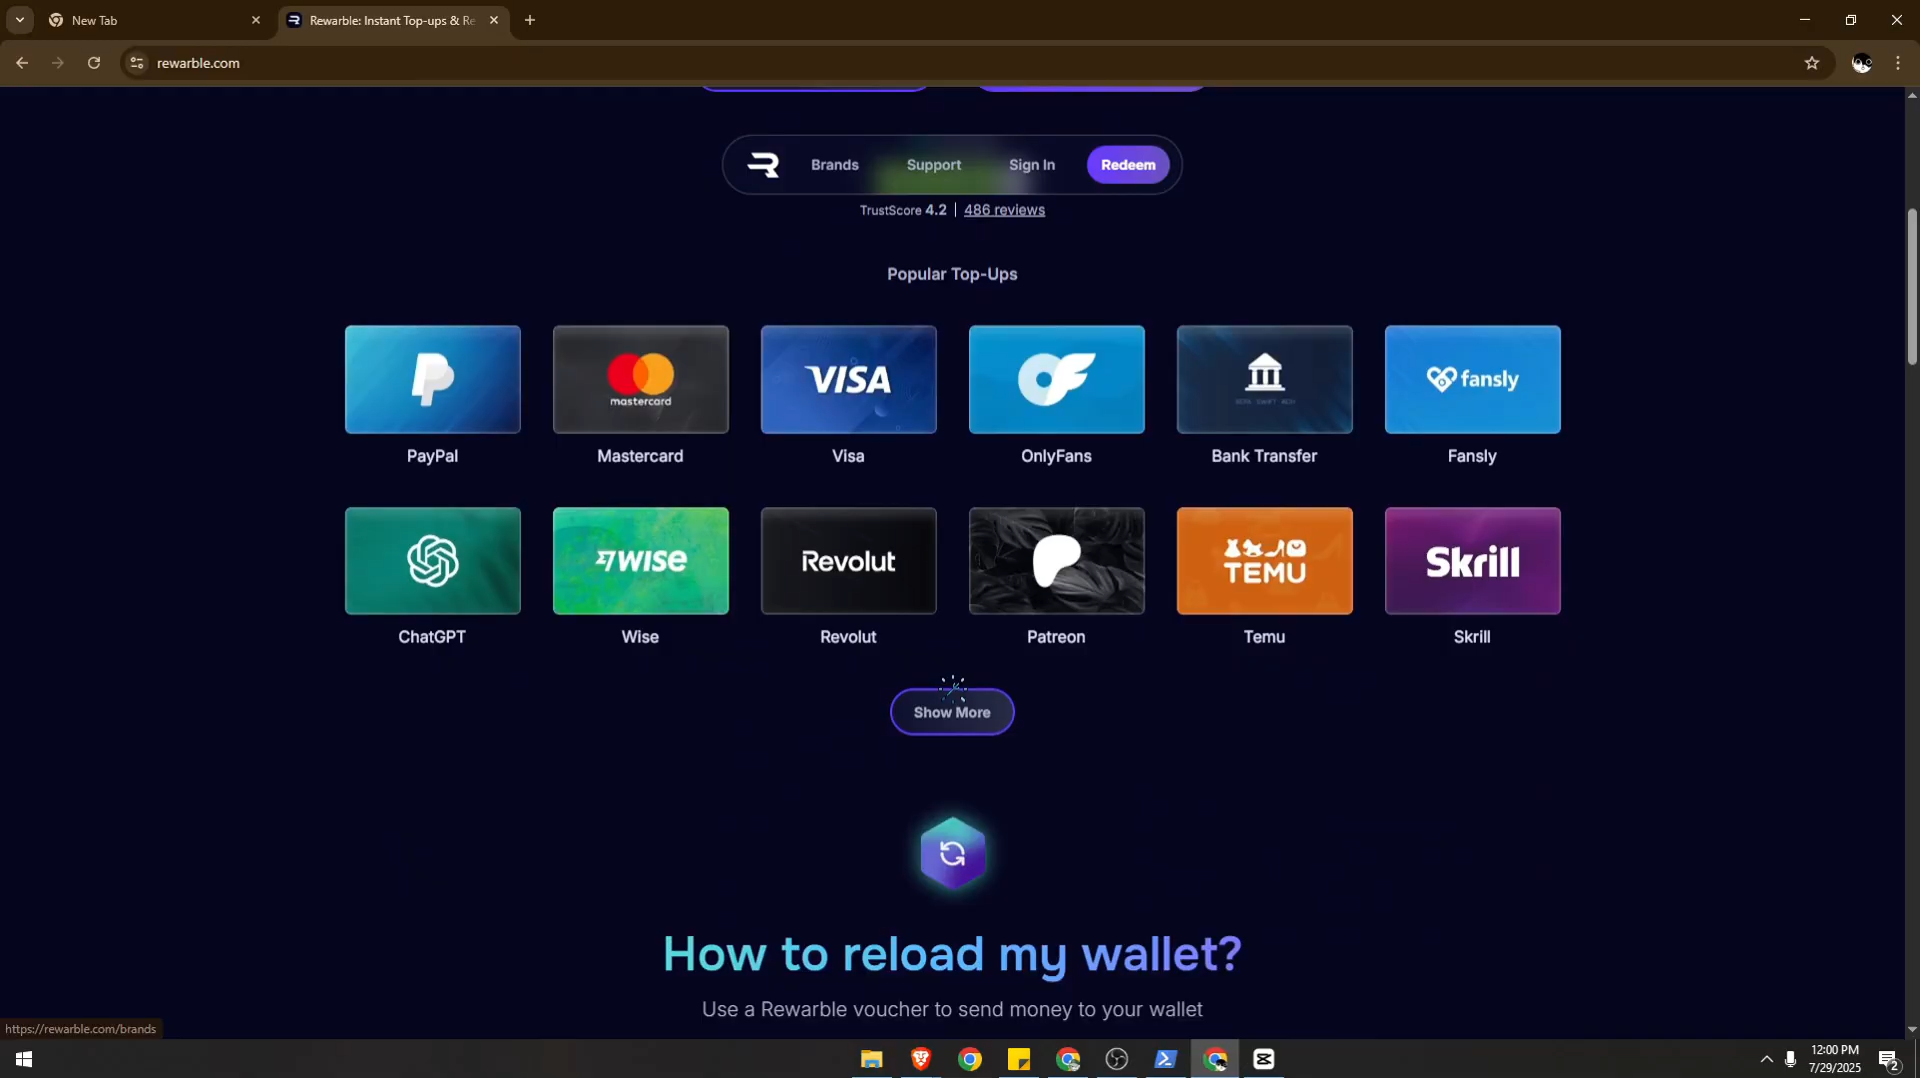 New Tab
Rewarble: Instant Top-ups & Re
rewarble.com
Brands
Support
Sign In
Redeem
TrustScore 4.2 | 486 reviews
Popular Top-Ups
mastercard
VISA
fansly
PayPal
Mastercard
Visa
OnlyFans
Bank Transfer
Fansly
WISE
Revolut
TEMU
Skrill
ChatGPT
Wise
Revolut
Patreon
Temu
Skrill
Show More
How to reload my wallet?
Use a Rewarble voucher to send money to your wallet
https://rewarble.com/brands
12:00 PM
7/29/2025
2